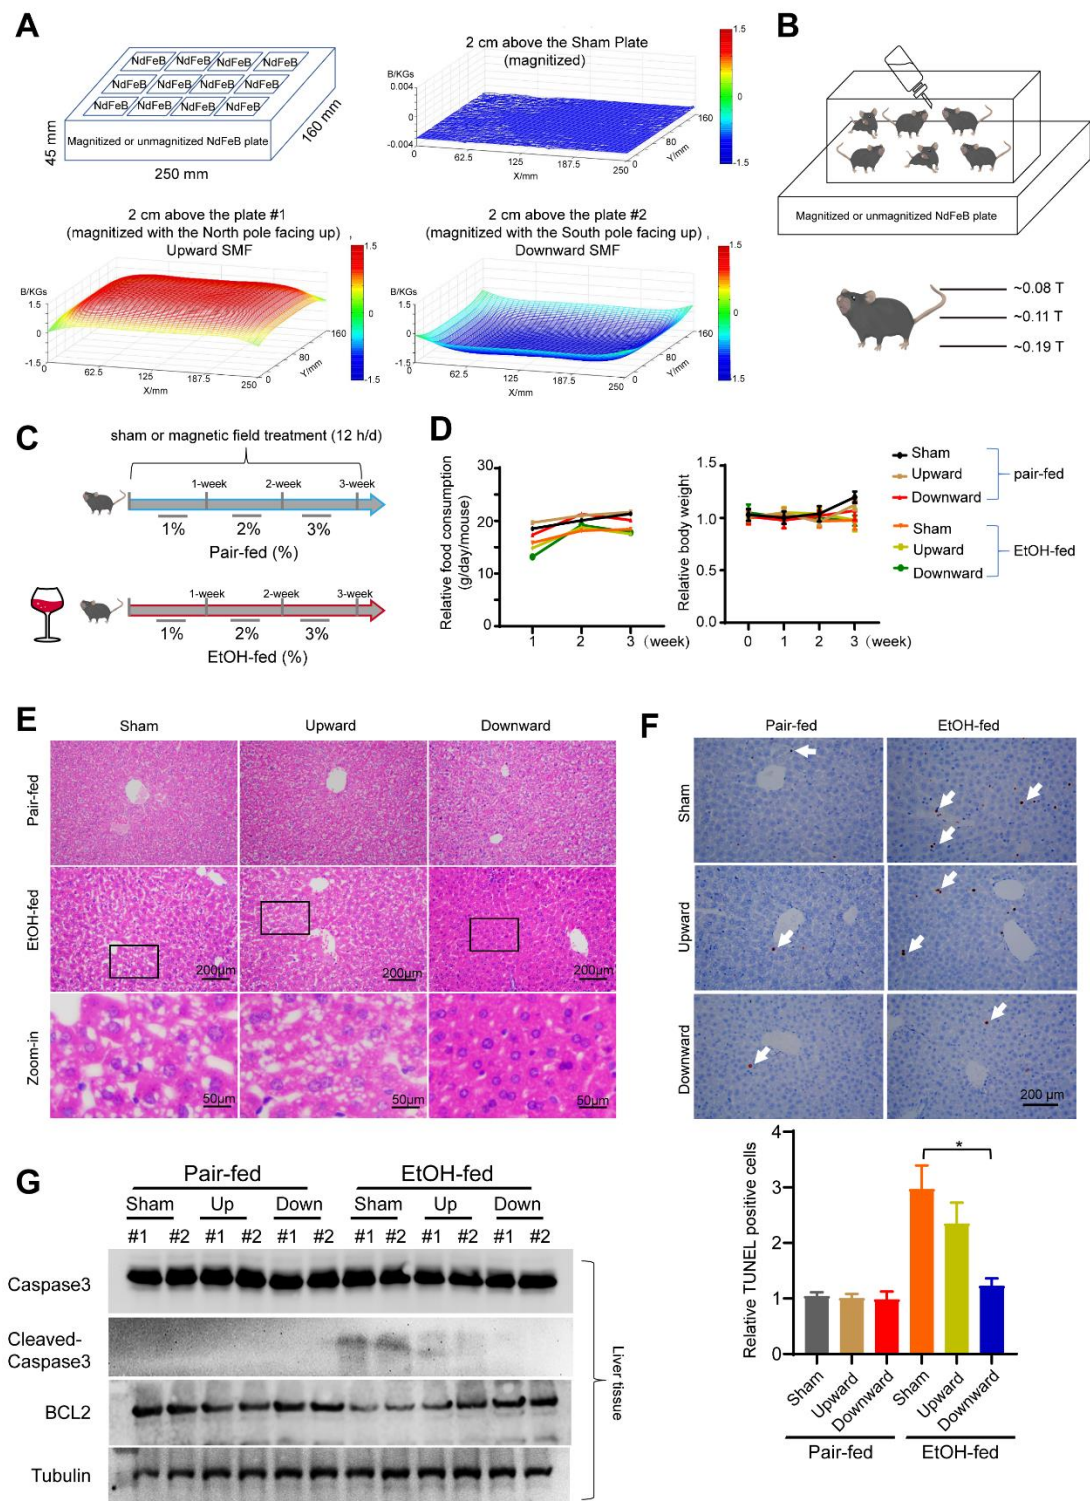 A
NdFeB NdFeB NdFeB NdFeB
NdFeB NdFeB NdFeB NdFeB
NdFeB NdFeB NdFeB NdFeB
Magnitized or unmagnitized NdFeB plate
45 mm
250 mm
160 mm
2 cm above the Sham Plate
(magnitized)
B/KGs
0.004
0
-0.004
0
62.5
125
187.5
250
X/mm
0
80
160
Y/mm
1.5
0
-1.5
2 cm above the plate #1
(magnitized with the North pole facing up)
Upward SMF
B/KGs
1.5
0
-1.5
0
62.5
125
187.5
250
X/mm
0
80
160
Y/mm
1.5
0
-1.5
2 cm above the plate #2
(magnitized with the South pole facing up)
Downward SMF
B/KGs
1.5
0
-1.5
0
62.5
125
187.5
250
X/mm
0
80
160
Y/mm
1.5
0
-1.5
B
Magnitized or unmagnitized NdFeB plate
~0.08 T
~0.11 T
~0.19 T
C
sham or magnetic field treatment (12 h/d)
1-week 2-week 3-week
1% 2% 3%
Pair-fed (%)
1-week 2-week 3-week
1% 2% 3%
EtOH-fed (%)
D
Relative food consumption
(g/day/mouse)
30
20
10
0
1 2 3 (week)
Relative body weight
1.5
1.0
0.5
0.0
0 1 2 3 (week)
Sham
Upward
Downward
pair-fed
Sham
Upward
Downward
EtOH-fed
E
Sham Upward Downward
Pair-fed
EtOH-fed
200μm 200μm 200μm
Zoom-in
50μm 50μm 50μm
F
Pair-fed EtOH-fed
Sham
Upward
Downward
200 μm
Relative TUNEL positive cells
4
3
2
1
0
*
Sham Upward Downward Sham Upward Downward
Pair-fed EtOH-fed
G
Pair-fed EtOH-fed
Sham Up Down Sham Up Down
#1 #2 #1 #2 #1 #2 #1 #2 #1 #2 #1 #2
Caspase3
Cleaved-
Caspase3
BCL2
Tubulin
Liver tissue